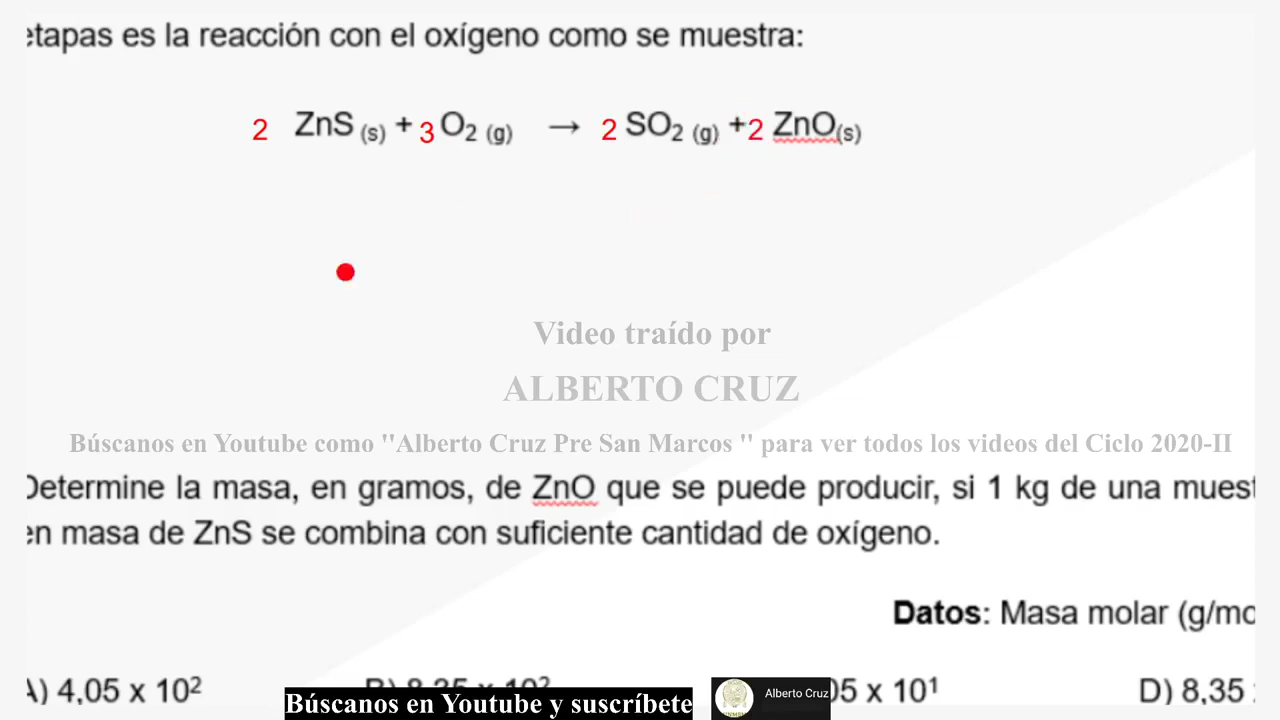 etapas es la reacción con el oxígeno como se muestra:
2 ZnS (s) + 3 O2 (g) → 2 SO2 (g) +2 ZnO(s)
Video traído por
ALBERTO CRUZ
Búscanos en Youtube como "Alberto Cruz Pre San Marcos " para ver todos los videos del Ciclo 2020-II
Determine la masa, en gramos, de ZnO que se puede producir, si 1 kg de una
en masa de ZnS se combina con suficiente cantidad de oxígeno.
Datos: Masa molar
A) 4,05 x 10² 05 x 10¹ D) 8,35
Búscanos en Youtube y suscríbete
Alberto Cruz